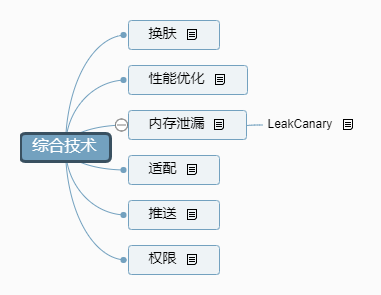 换肤
性能优化
内存泄漏
LeakCanary
综合技术
适配
推送
权限